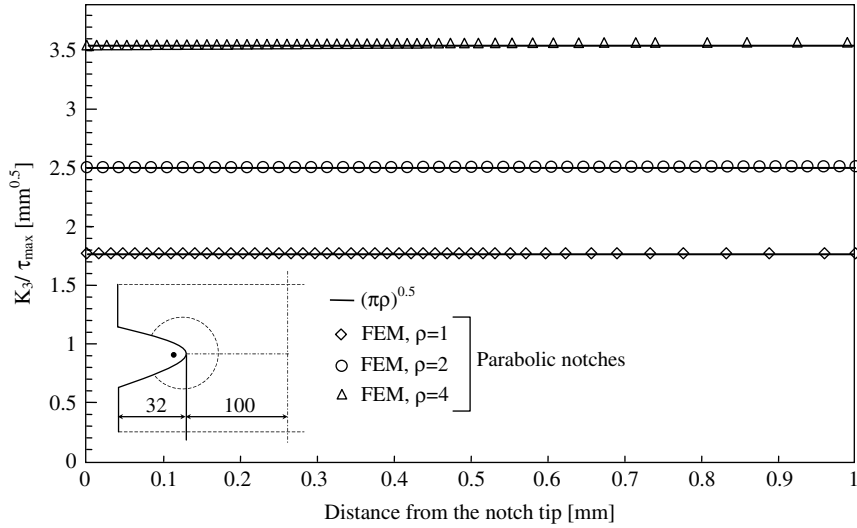 3.5
3
2.5
2
1.5
1
0.5
0
K3/ τmax [mm^0.5]
(πρ)^0.5
FEM, ρ=1
FEM, ρ=2
FEM, ρ=4
Parabolic notches
32
100
0 0.1 0.2 0.3 0.4 0.5 0.6 0.7 0.8 0.9 1
Distance from the notch tip [mm]